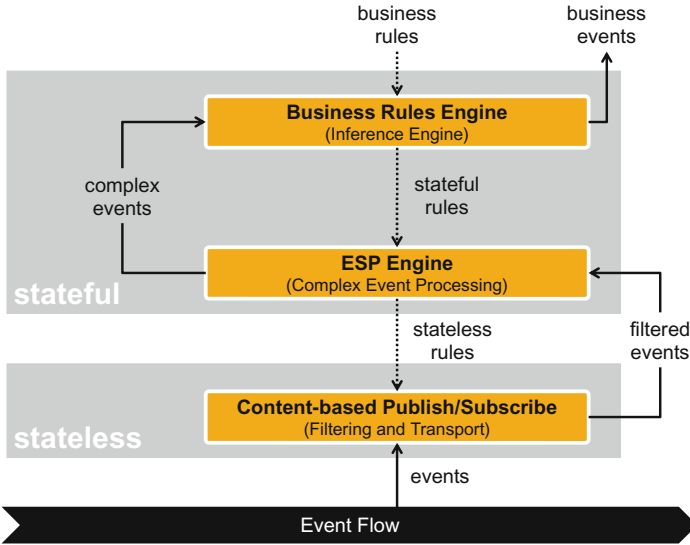 business
rules
business
events
Business Rules Engine
(Inference Engine)
complex
events
stateful
rules
ESP Engine
(Complex Event Processing)
stateful
stateless
rules
filtered
events
Content-based Publish/Subscribe
(Filtering and Transport)
stateless
events
Event Flow